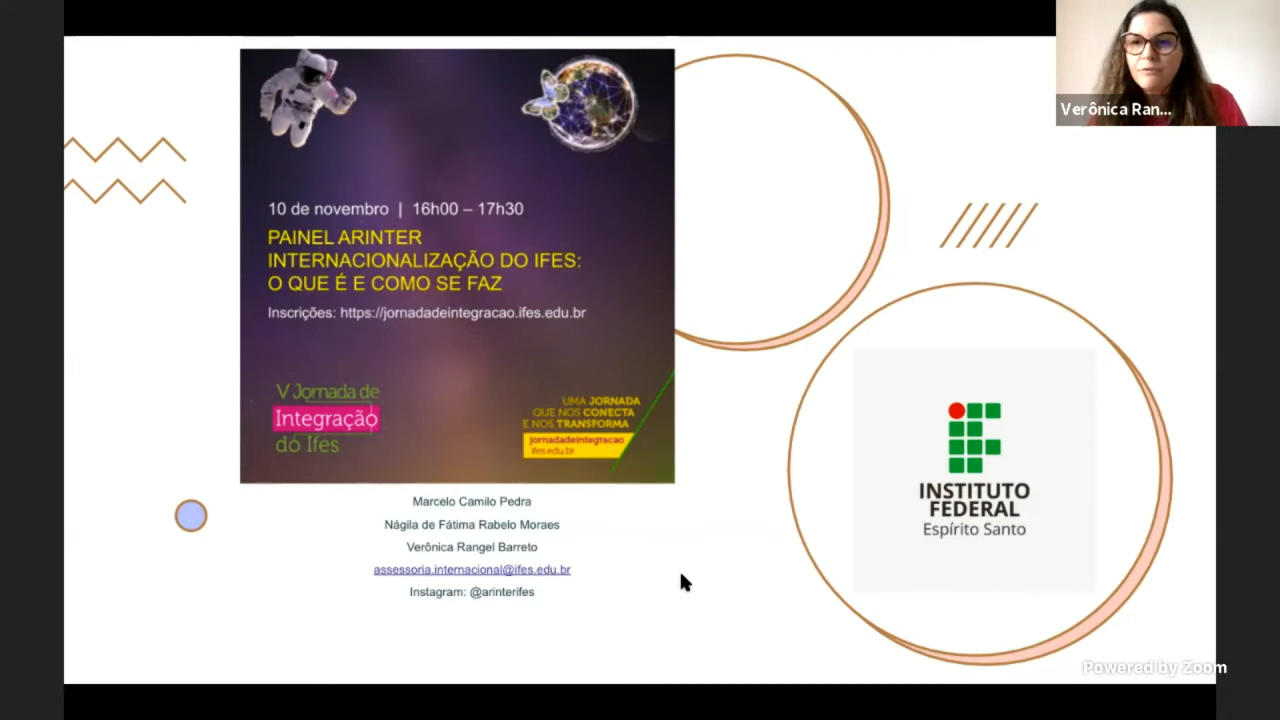 10 de novembro | 16h00 – 17h30
PAINEL ARINTER
INTERNACIONALIZAÇÃO DO IFES:
O QUE É E COMO SE FAZ
Inscrições: https://jornadadeintegracao.ifes.edu.br
V Jornada de
Integração
do Ifes
UMA JORNADA
QUE NOS CONECTA
E NOS TRANSFORMA
jornadadeintegracao
ifes.edu.br
Marcelo Camilo Pedra
Nágila de Fátima Rabelo Moraes
Verônica Rangel Barreto
assessoria.internacional@ifes.edu.br
Instagram: @arinterifes
INSTITUTO
FEDERAL
Espírito Santo
Verônica Ran...
Powered by Zoom